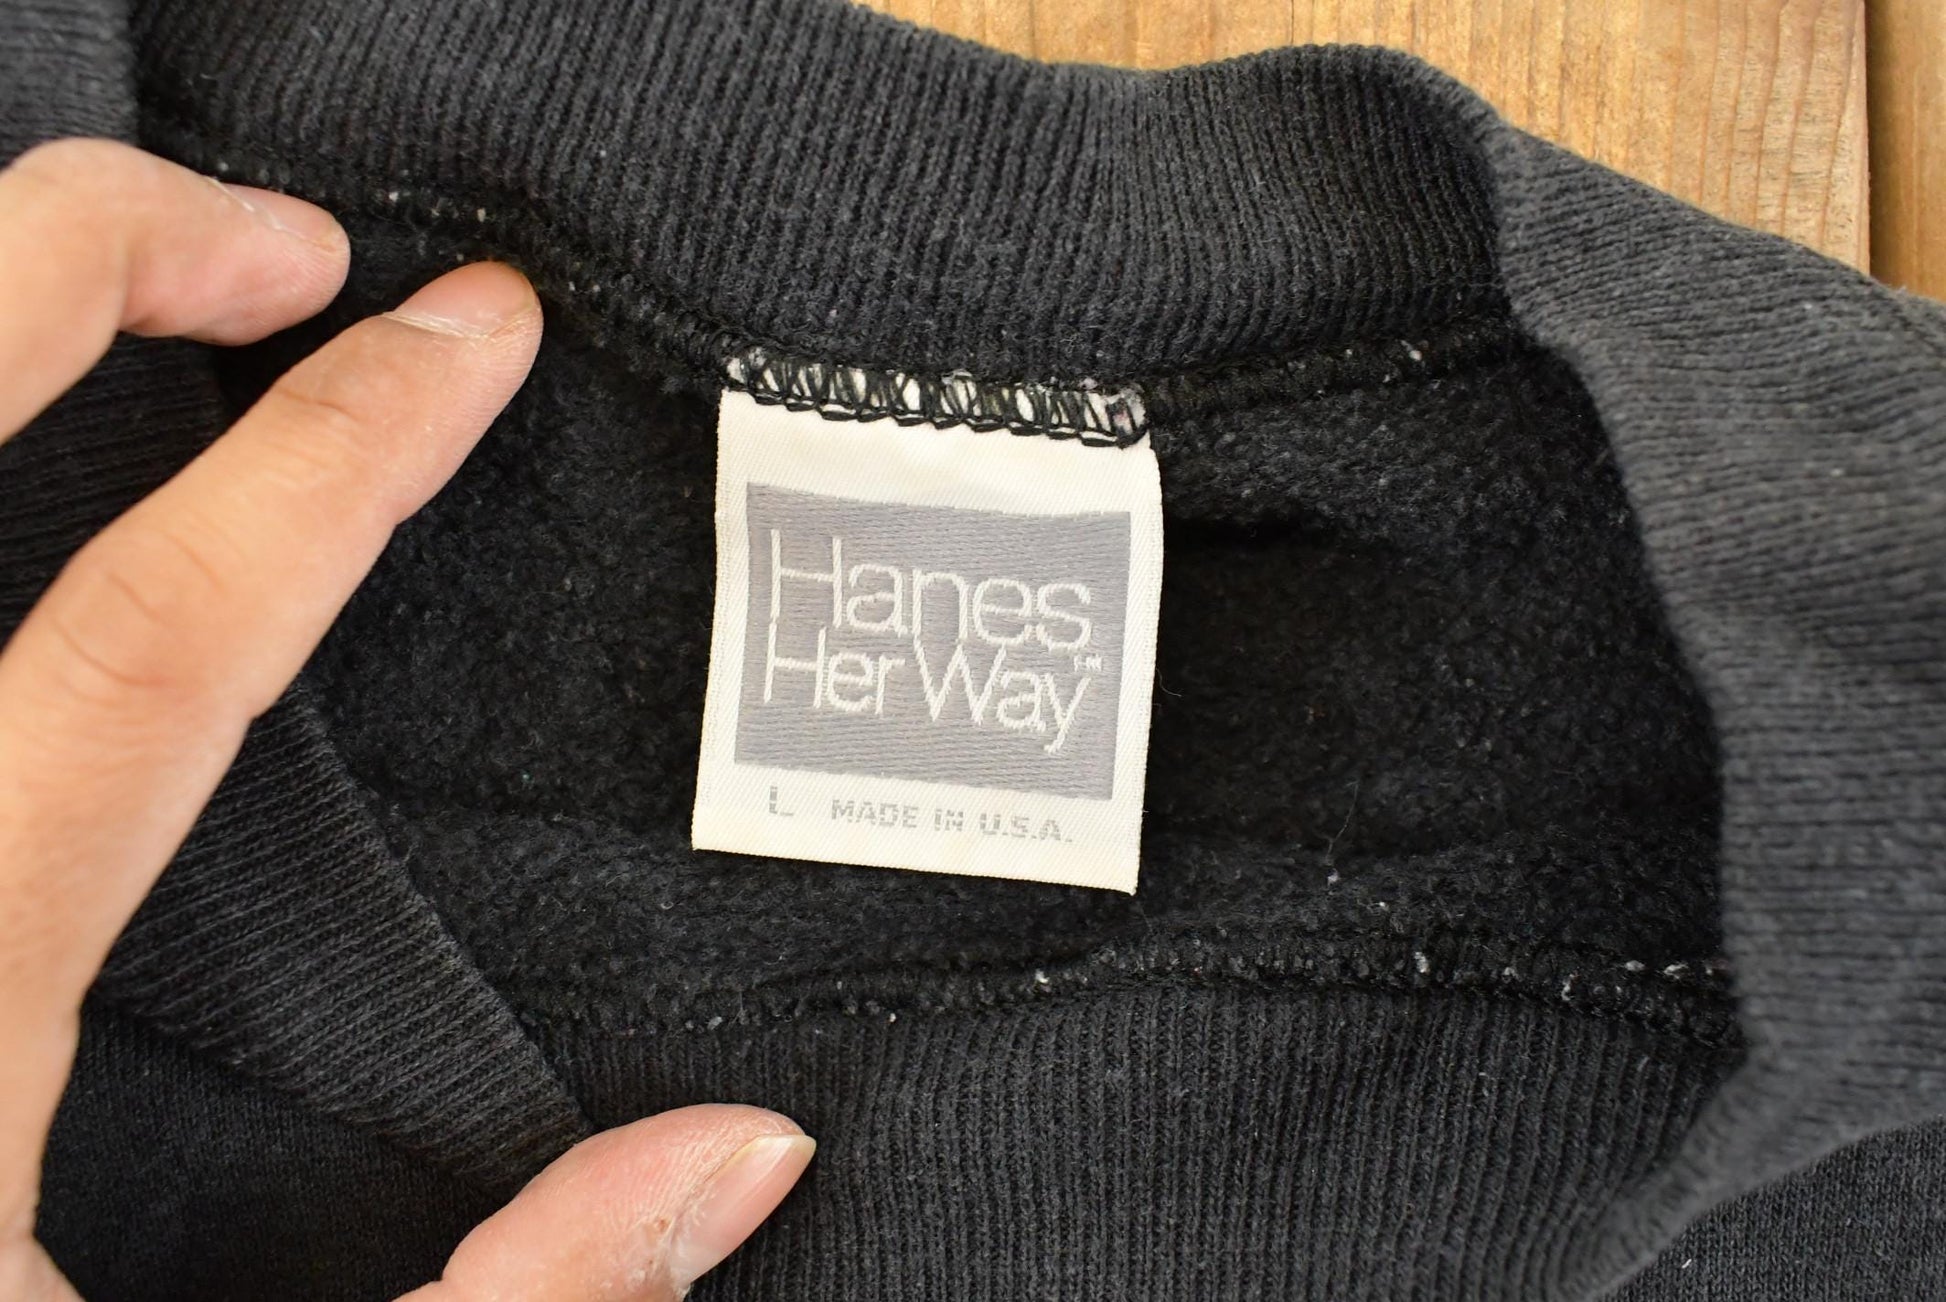 Hanes
Her Way™
L MADE IN U.S.A.